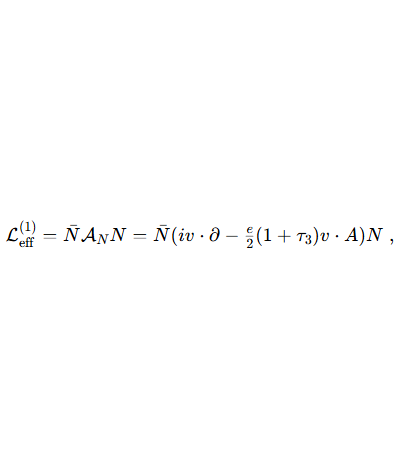 $\mathcal{L}_{\text{eff}}^{(1)} = \bar{N}\mathcal{A}_N N = \bar{N}(iv \cdot \partial - \frac{e}{2}(1 + \tau_3)v \cdot A)N \ ,$